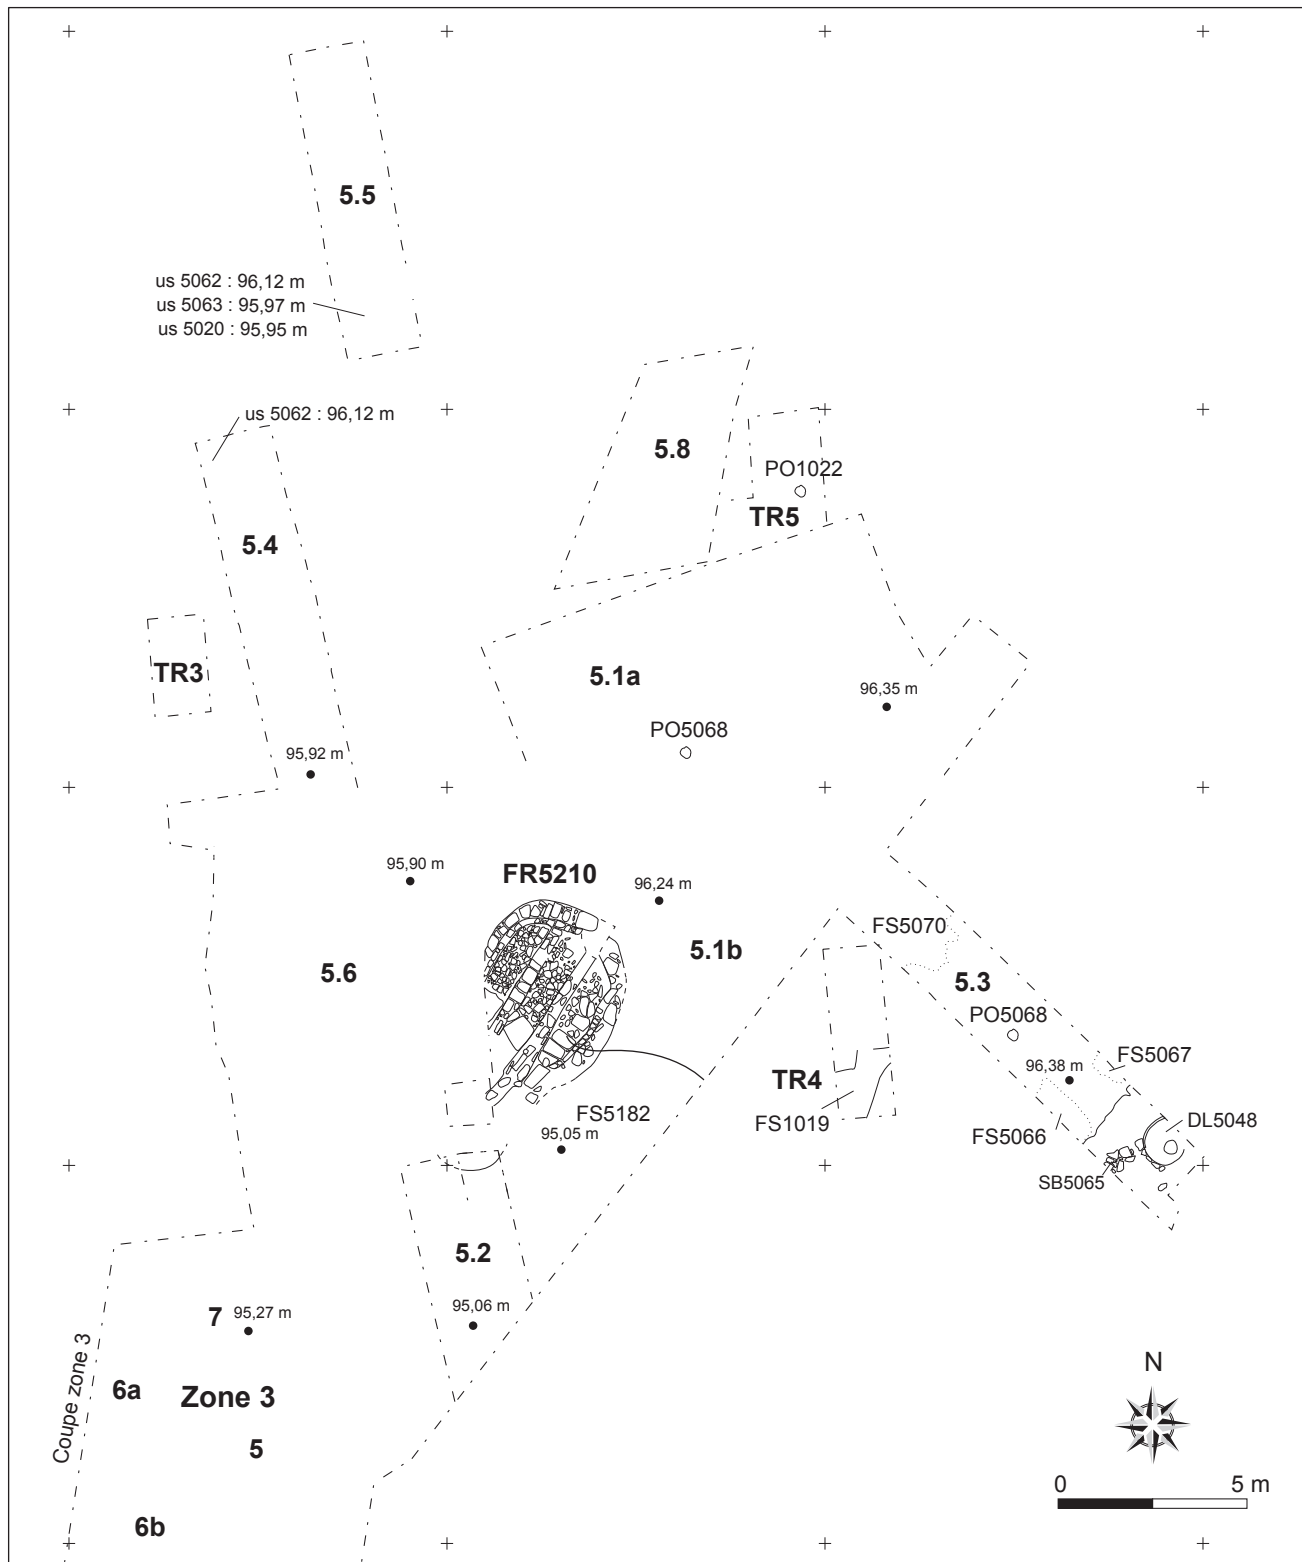 5.5
us 5062 : 96,12 m
us 5063 : 95,97 m
us 5020 : 95,95 m
us 5062 : 96,12 m
5.8
PO1022
TR5
5.4
TR3
5.1a
96,35 m
PO5068
95,92 m
95,90 m
FR5210
96,24 m
5.1b
FS5070
5.6
5.3
PO5068
96,38 m
FS5067
TR4
FS1019
FS5182
95,05 m
FS5066
DL5048
SB5065
5.2
7
95,27 m
95,06 m
Coupe zone 3
6a
Zone 3
5
6b
N
0
5 m